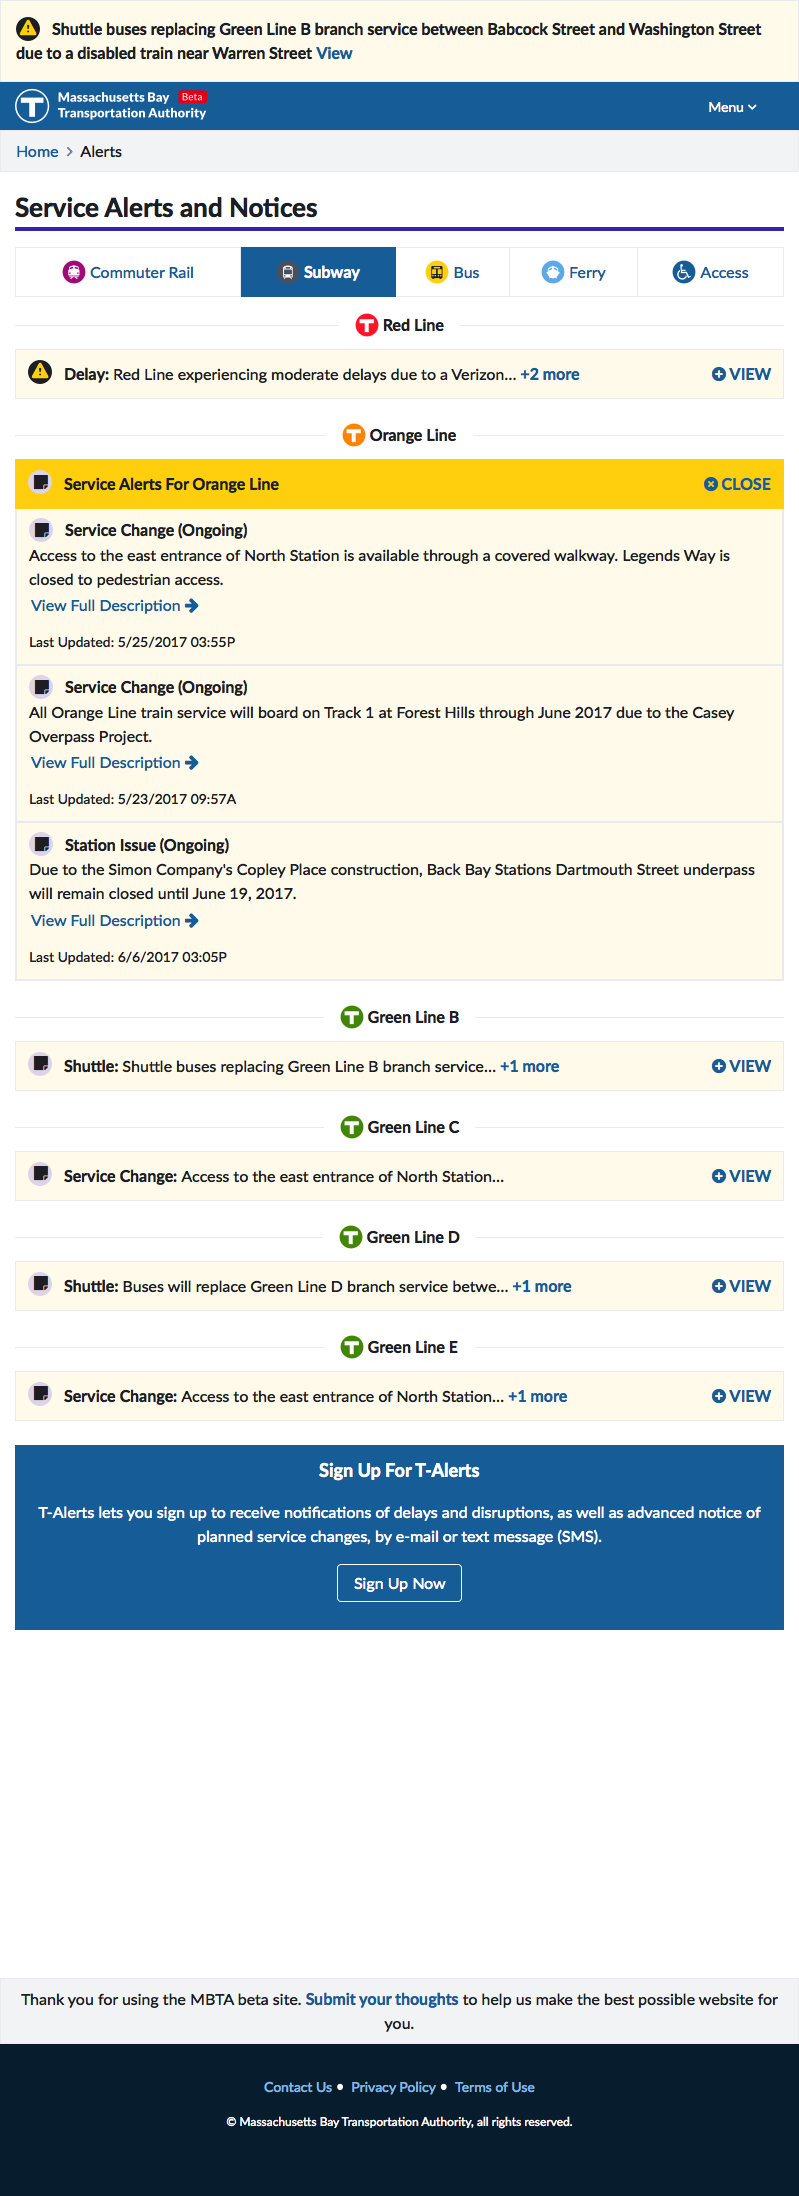 Shuttle buses replacing Green Line B branch service between Babcock Street and Washington Street
due to a disabled train near Warren Street View
Massachusetts Bay Beta
Transportation Authority
Menu
Home > Alerts
Service Alerts and Notices
Commuter Rail Subway Bus Ferry Access
T Red Line
Delay: Red Line experiencing moderate delays due to a Verizon... +2 more VIEW
T Orange Line
Service Alerts For Orange Line CLOSE
Service Change (Ongoing)
Access to the east entrance of North Station is available through a covered walkway. Legends Way is
closed to pedestrian access.
View Full Description
Last Updated: 5/25/2017 03:55P
Service Change (Ongoing)
All Orange Line train service will board on Track 1 at Forest Hills through June 2017 due to the Casey
Overpass Project.
View Full Description
Last Updated: 5/23/2017 09:57A
Station Issue (Ongoing)
Due to the Simon Company's Copley Place construction, Back Bay Stations Dartmouth Street underpass
will remain closed until June 19, 2017.
View Full Description
Last Updated: 6/6/2017 03:05P
T Green Line B
Shuttle: Shuttle buses replacing Green Line B branch service... +1 more VIEW
T Green Line C
Service Change: Access to the east entrance of North Station... VIEW
T Green Line D
Shuttle: Buses will replace Green Line D branch service betwe... +1 more VIEW
T Green Line E
Service Change: Access to the east entrance of North Station... +1 more VIEW
Sign Up For T-Alerts
T-Alerts lets you sign up to receive notifications of delays and disruptions, as well as advanced notice of
planned service changes, by e-mail or text message (SMS).
Sign Up Now
Thank you for using the MBTA beta site. Submit your thoughts to help us make the best possible website for
you.
Contact Us • Privacy Policy • Terms of Use
© Massachusetts Bay Transportation Authority, all rights reserved.